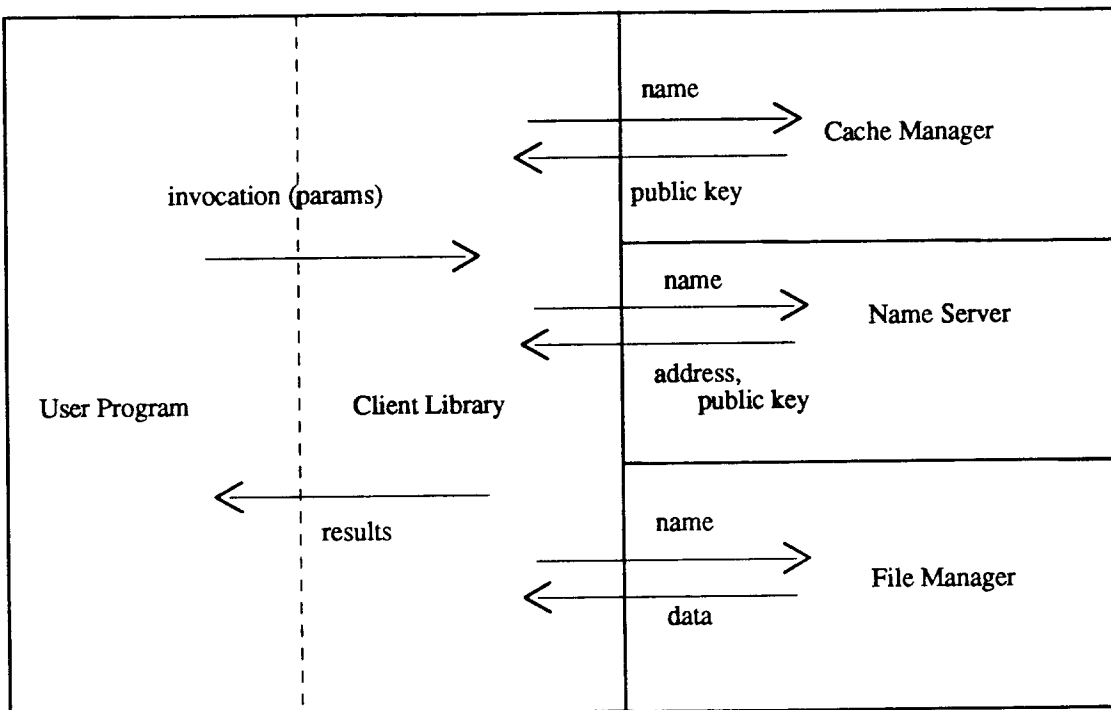 name
Cache Manager
public key
invocation (params)
name
Name Server
address,
public key
User Program
Client Library
results
name
File Manager
data